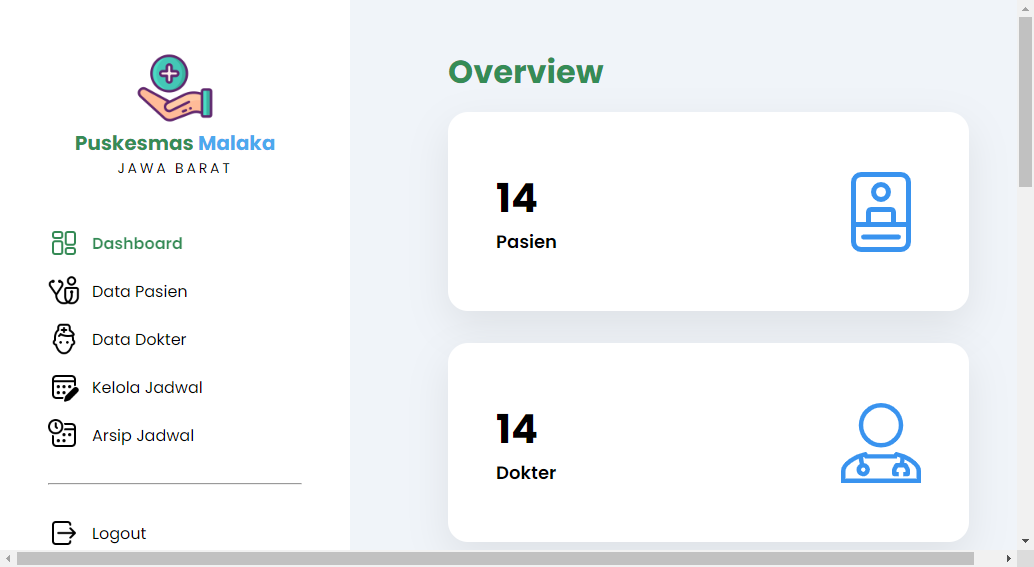 Puskesmas Malaka
JAWA BARAT
Dashboard
Data Pasien
Data Dokter
Kelola Jadwal
Arsip Jadwal
Logout
Overview
14
Pasien
14
Dokter